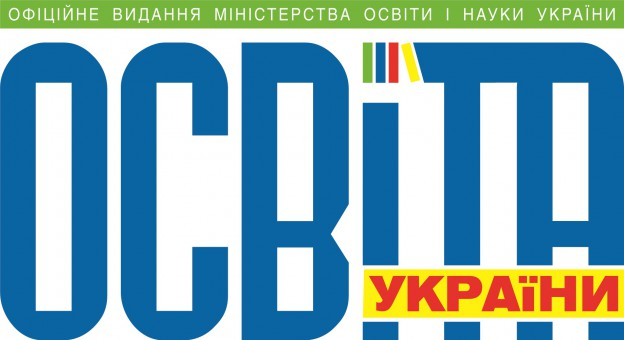 ОФІЦІЙНЕ ВИДАННЯ МІНІСТЕРСТВА ОСВІТИ І НАУКИ УКРАЇНИ
ОСВІТА
УКРАЇНИ